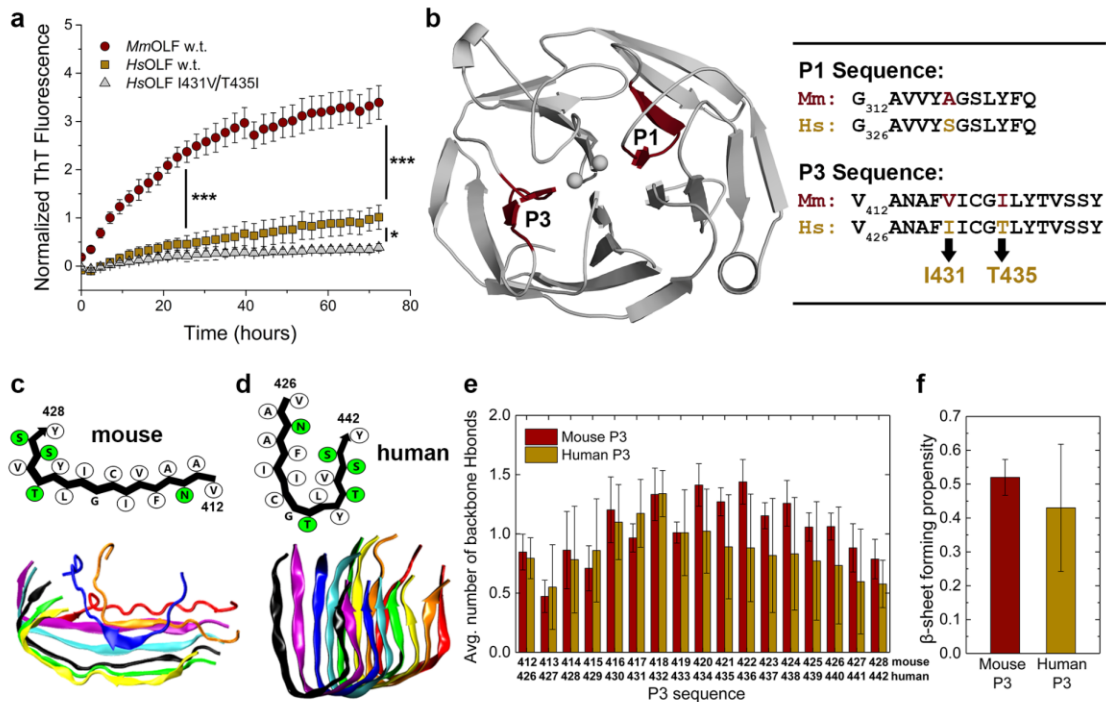 a
Normalized ThT Fluorescence
5
4
3
2
1
0
MmOLF w.t.
HsOLF w.t.
HsOLF I431V/T435I
***
***
*
0 20 40 60 80
Time (hours)
b
P1
P3
P1 Sequence:
Mm: G312AVVYAGSLYFQ
Hs: G326AVVYSGSLYFQ
P3 Sequence:
Mm: V412ANAFVICGILYTVSSY
Hs: V426ANAFIICGTLYTVSSY
I431 T435
c
428
mouse
S Y
S
V Y I C V A A
T L G I F N V
412
d
426
human
A V
N 442
A Y
F S
I S
I V
C L T
G T Y
e
Avg. number of backbone Hbonds
2.0
1.5
1.0
0.5
0.0
Mouse P3
Human P3
412 413 414 415 416 417 418 419 420 421 422 423 424 425 426 427 428 mouse
426 427 428 429 430 431 432 433 434 435 436 437 438 439 440 441 442 human
P3 sequence
f
β-sheet forming propensity
0.7
0.6
0.5
0.4
0.3
0.2
0.1
0.0
Mouse Human
P3 P3